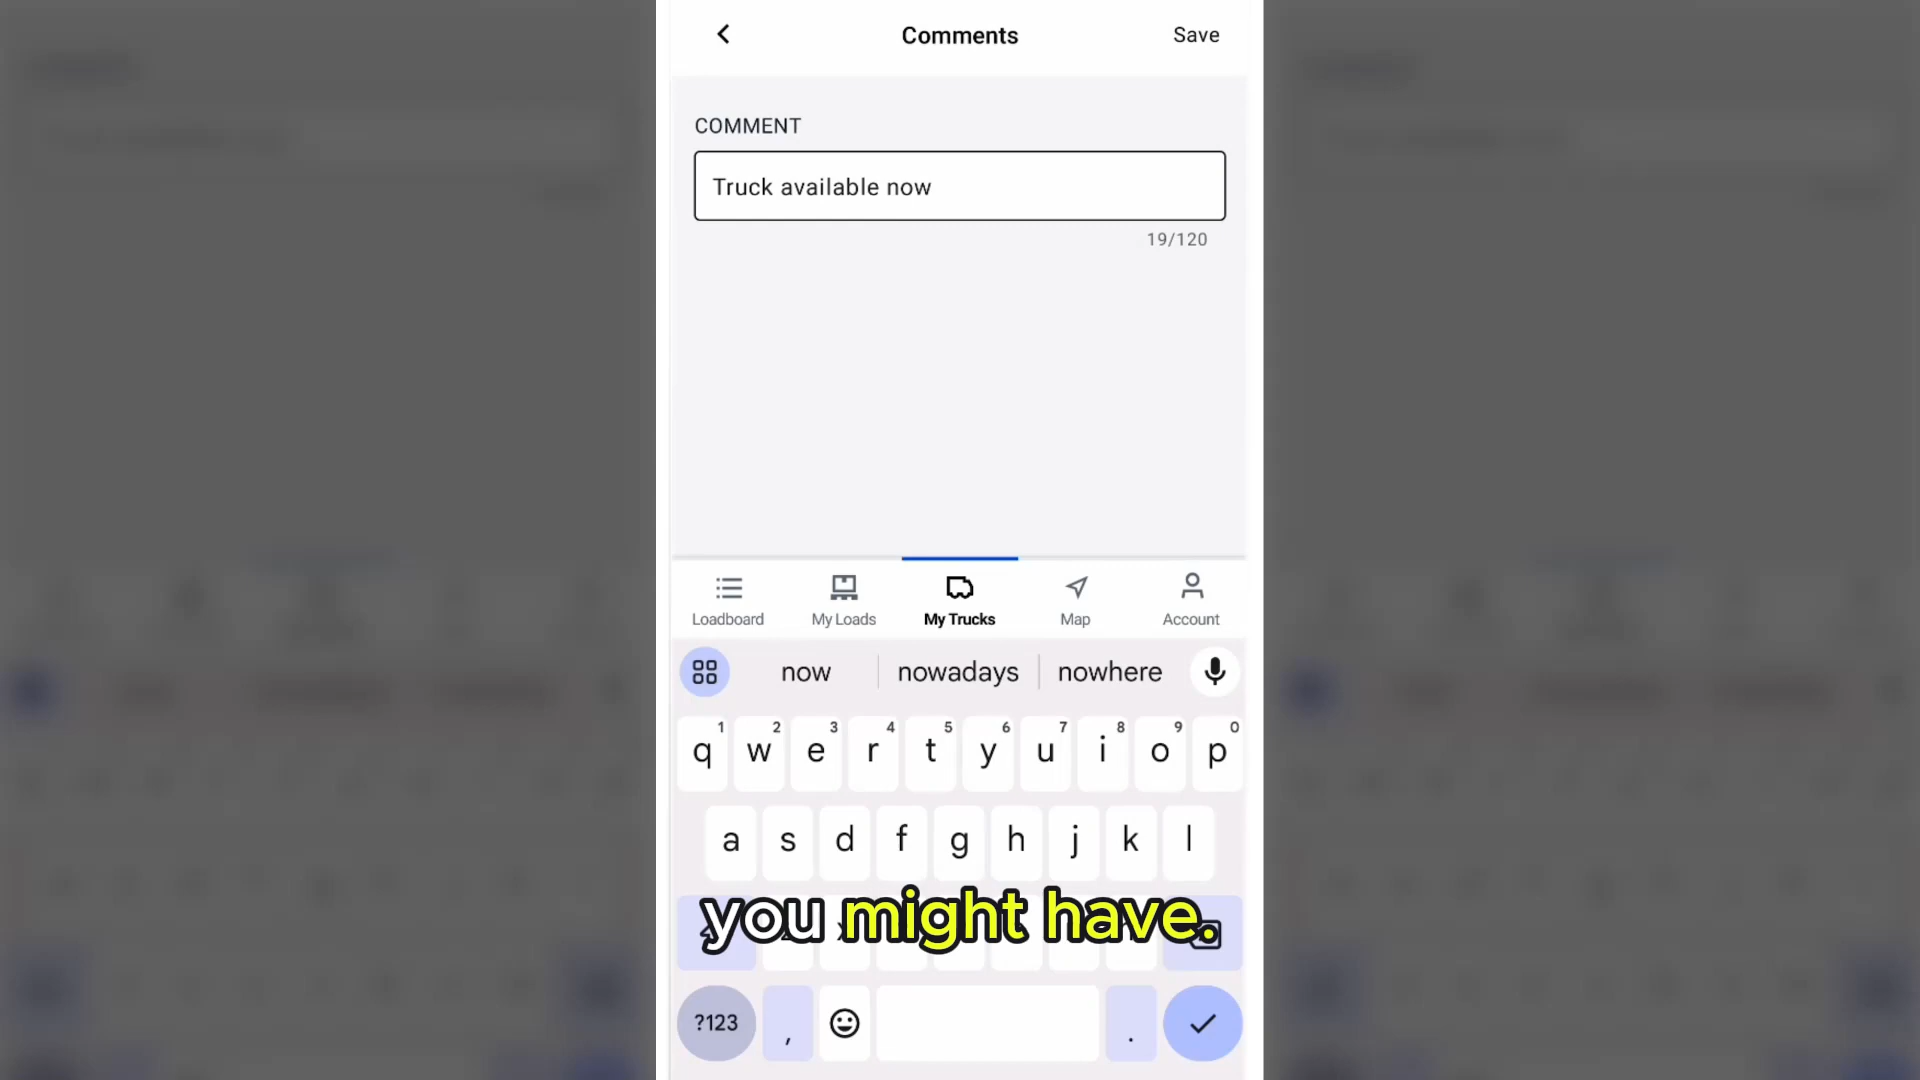 Comments
Save
COMMENT
Truck available now
19/120
Loadboard
My Loads
My Trucks
Map
Account
now
nowadays
nowhere
1 2 3 4 5 6 7 8 9 0
q w e r t y u i o p
a s d f g h j k l
you might have.
?123 , .